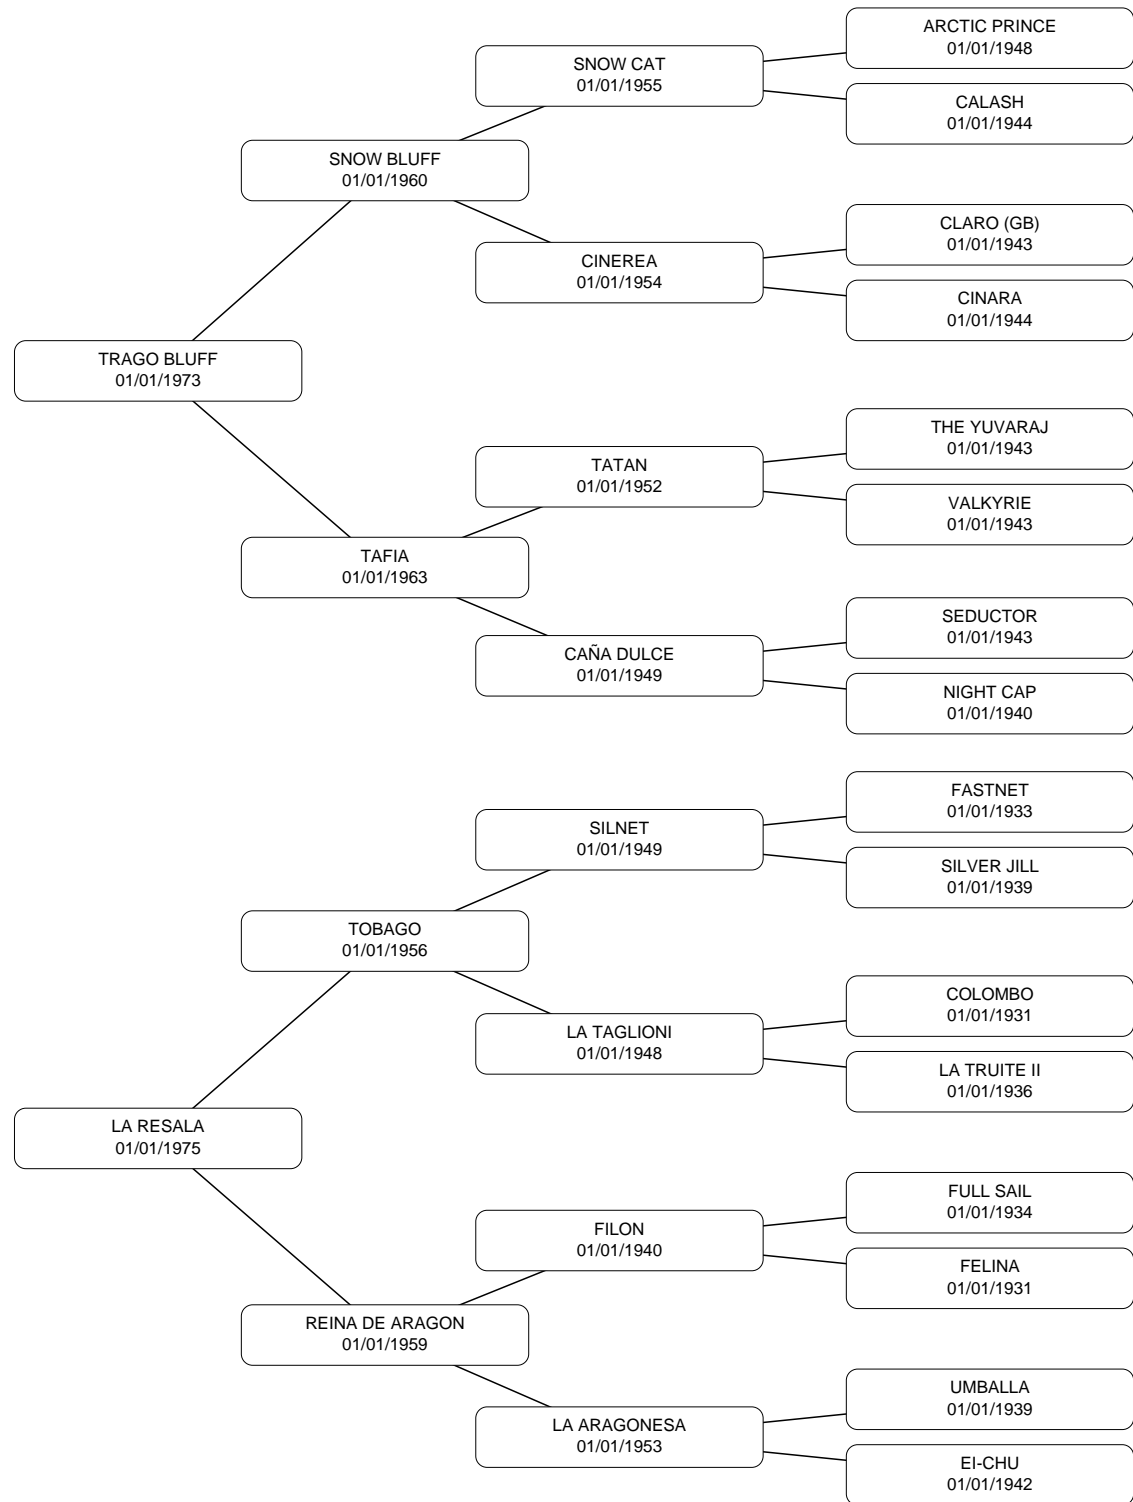 ARCTIC PRINCE
01/01/1948
SNOW CAT
01/01/1955
CALASH
01/01/1944
SNOW BLUFF
01/01/1960
CLARO (GB)
01/01/1943
CINEREA
01/01/1954
CINARA
01/01/1944
TRAGO BLUFF
01/01/1973
THE YUVARAJ
01/01/1943
TATAN
01/01/1952
VALKYRIE
01/01/1943
TAFIA
01/01/1963
SEDUCTOR
01/01/1943
CAÑA DULCE
01/01/1949
NIGHT CAP
01/01/1940
FASTNET
01/01/1933
SILNET
01/01/1949
SILVER JILL
01/01/1939
TOBAGO
01/01/1956
COLOMBO
01/01/1931
LA TAGLIONI
01/01/1948
LA TRUITE II
01/01/1936
LA RESALA
01/01/1975
FULL SAIL
01/01/1934
FILON
01/01/1940
FELINA
01/01/1931
REINA DE ARAGON
01/01/1959
UMBALLA
01/01/1939
LA ARAGONESA
01/01/1953
EI-CHU
01/01/1942